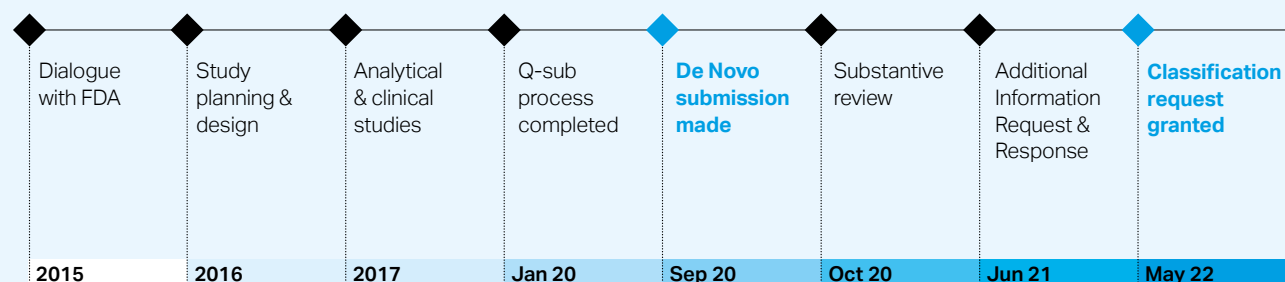 Dialogue
with FDA
Study
planning &
design
Analytical
& clinical
studies
Q-sub
process
completed
De Novo
submission
made
Substantive
review
Additional
Information
Request &
Response
Classification
request
granted
2015
2016
2017
Jan 20
Sep 20
Oct 20
Jun 21
May 22